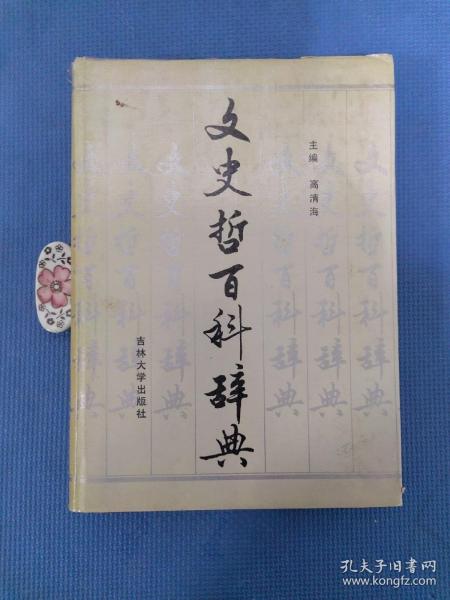 主编 高清海
文史哲百科辞典
吉林大学出版社
孔夫子旧书网
www.kongfz.com